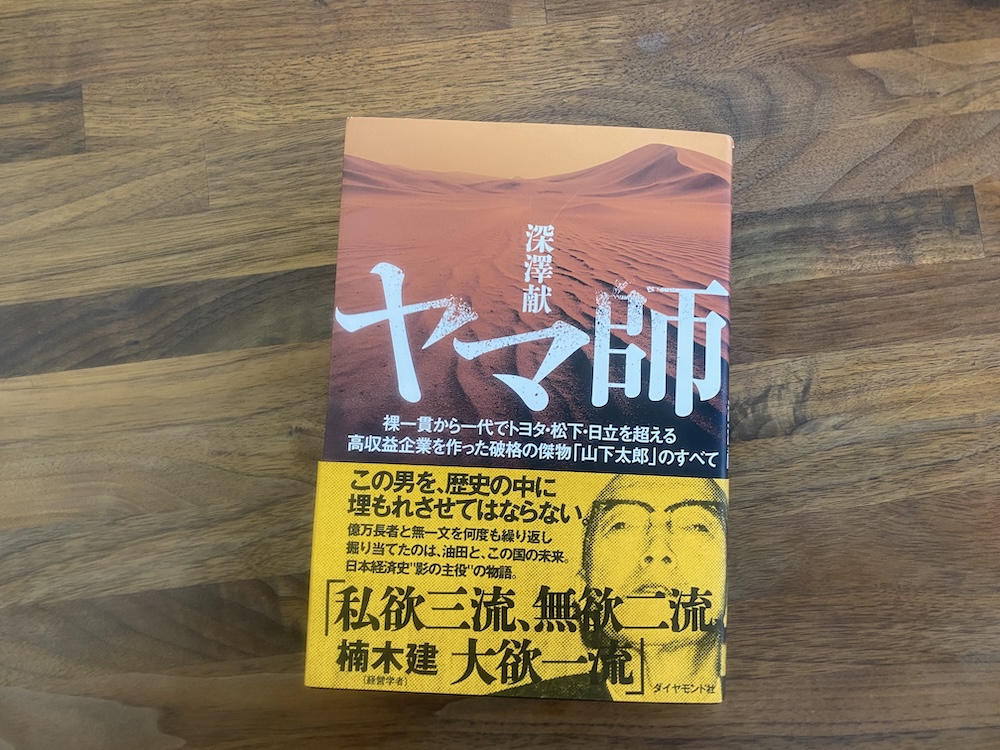 深澤献
ヤマ師
裸一貫から一代でトヨタ・松下・日立を超える
高収益企業を作った破格の傑物「山下太郎」のすべて
この男を、歴史の中に
埋もれさせてはならない。
億万長者と無一文を何度も繰り返し
掘り当てたのは、油田と、この国の未来。
日本経済史"影の主役"の物語。
「私欲三流、無欲二流、
大欲一流」
楠木建
(経営学者)
ダイヤモンド社